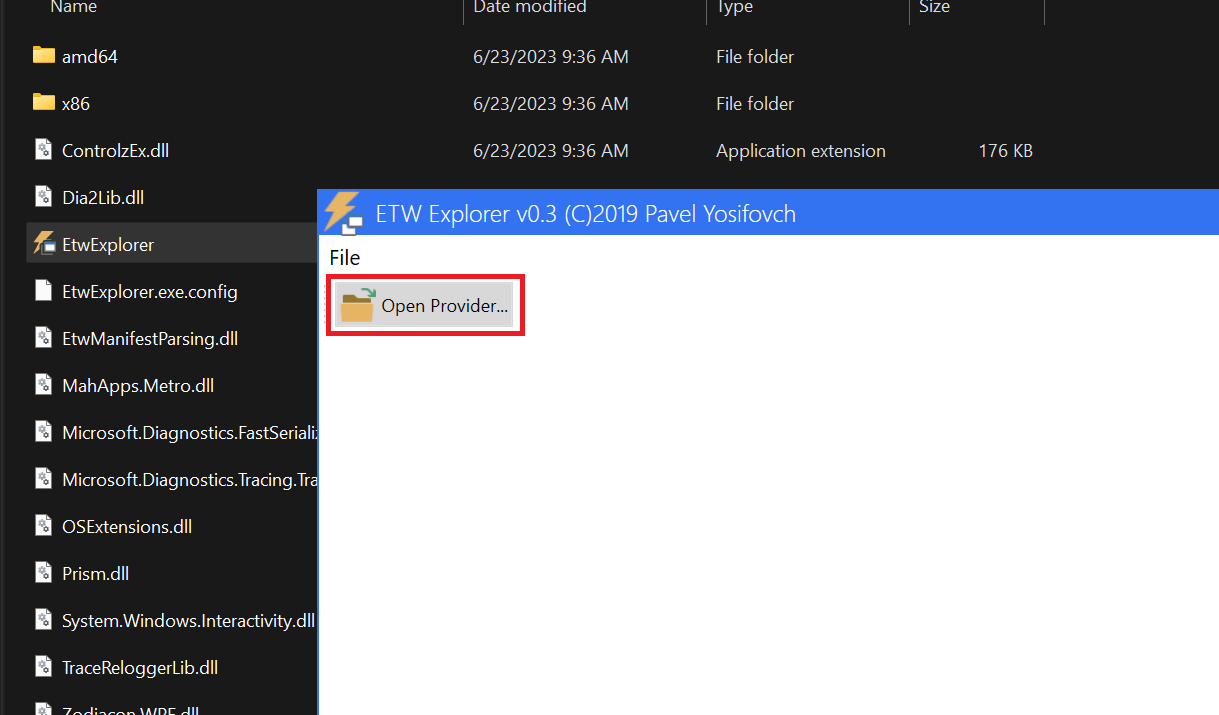 Name Date modified Type Size
amd64 6/23/2023 9:36 AM File folder
x86 6/23/2023 9:36 AM File folder
ControlzEx.dll 6/23/2023 9:36 AM Application extension 176 KB
Dia2Lib.dll
ETW Explorer v0.3 (C)2019 Pavel Yosifovch
EtwExplorer
File
EtwExplorer.exe.config
Open Provider...
EtwManifestParsing.dll
MahApps.Metro.dll
Microsoft.Diagnostics.FastSeriali
Microsoft.Diagnostics.Tracing.Tra
OSExtensions.dll
Prism.dll
System.Windows.Interactivity.dll
TraceReloggerLib.dll
Zodiacon.WPF.dll